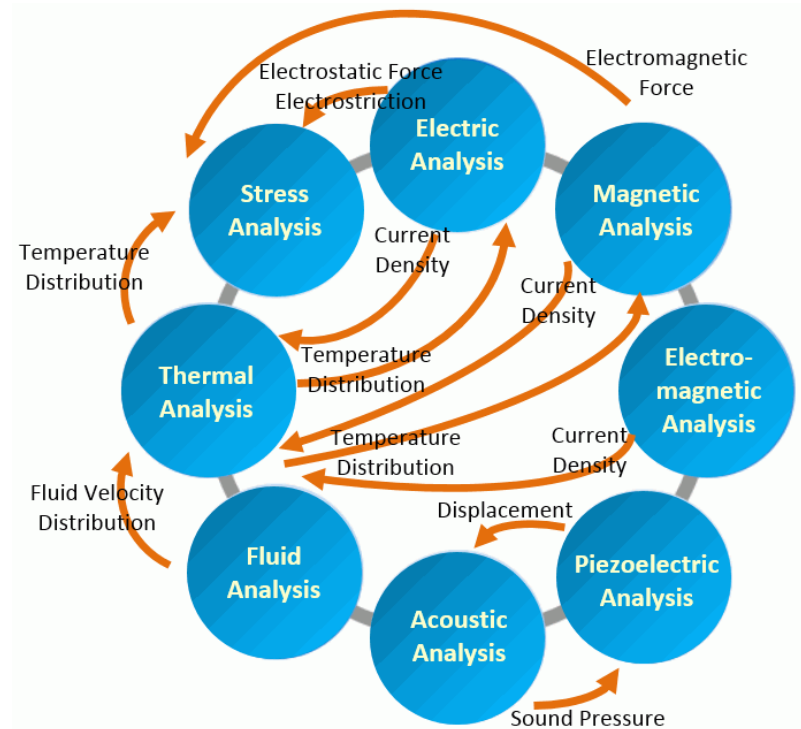 Electromagnetic
Force
Electrostatic Force
Electrostriction
Electric
Analysis
Stress
Analysis
Magnetic
Analysis
Temperature
Distribution
Current
Density
Current
Density
Thermal
Analysis
Temperature
Distribution
Electro-
magnetic
Analysis
Temperature
Distribution
Current
Density
Fluid Velocity
Distribution
Displacement
Fluid
Analysis
Piezoelectric
Analysis
Acoustic
Analysis
Sound Pressure